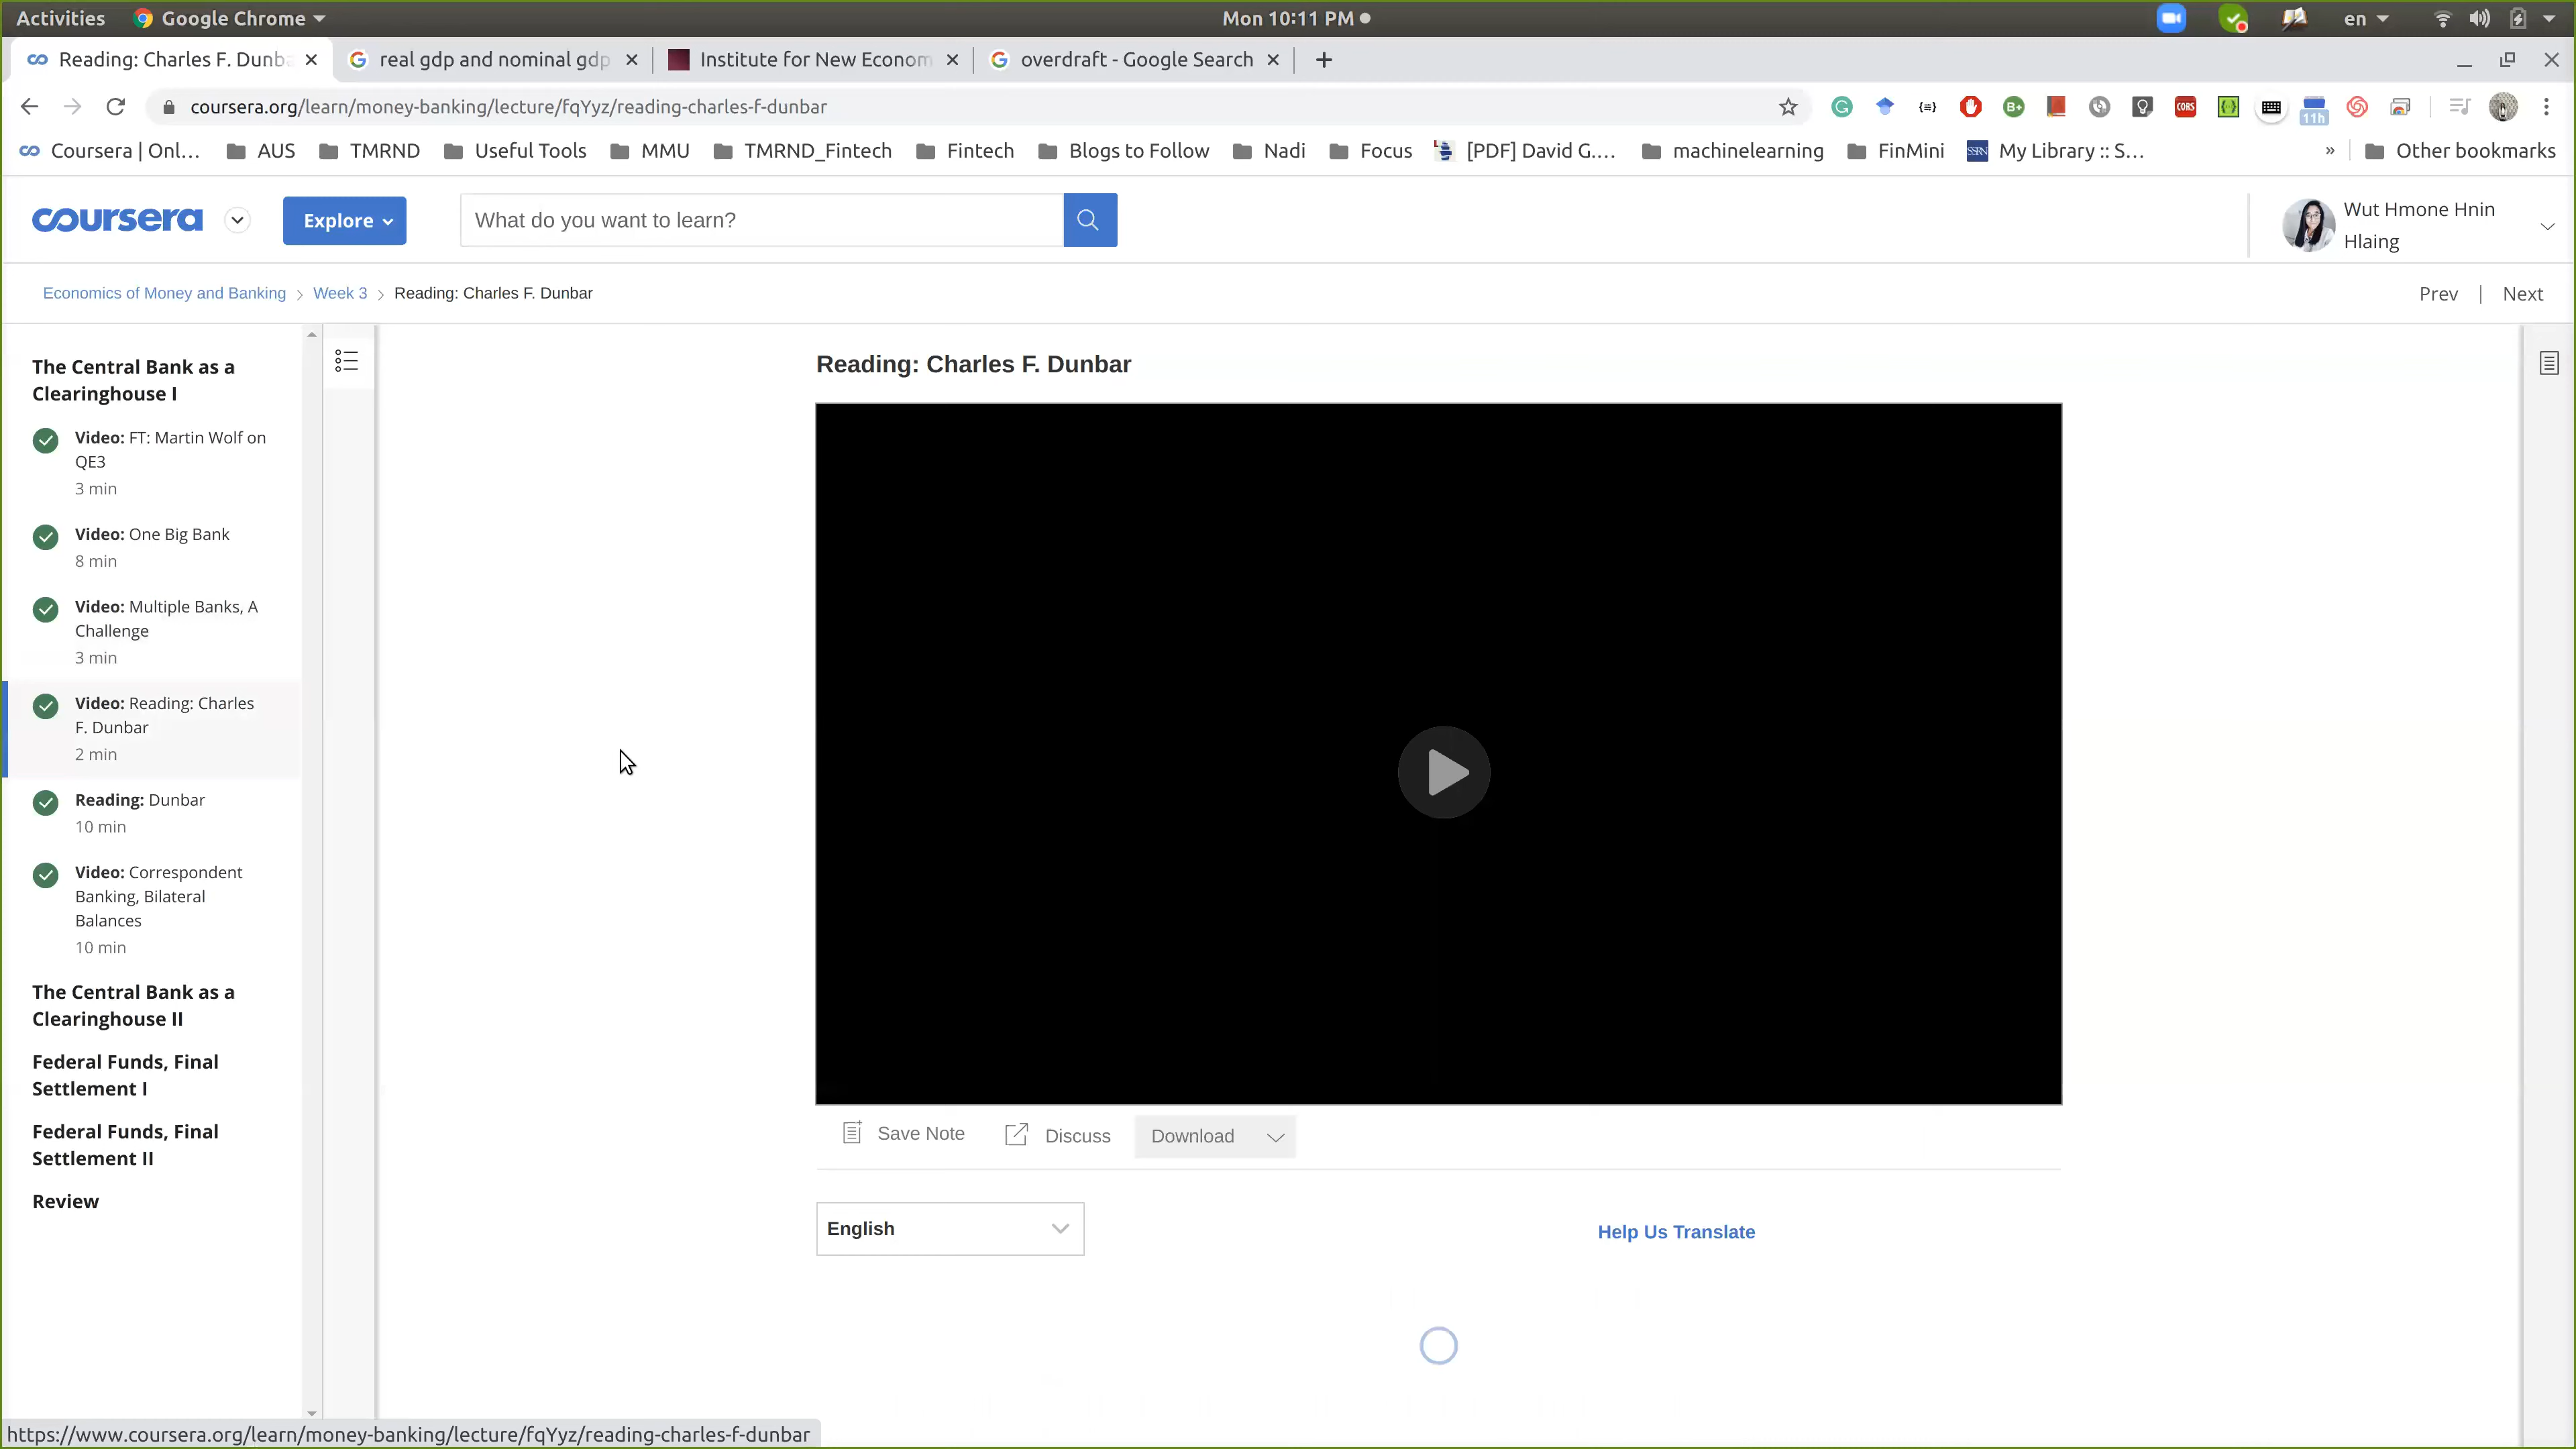 Activities Google Chrome Mon 10:11 PM en
Reading: Charles F. Dunba real gdp and nominal gdp Institute for New Econom overdraft - Google Search
coursera.org/learn/money-banking/lecture/fqYyz/reading-charles-f-dunbar B+ CORS 11h
Coursera | Onl... AUS TMRND Useful Tools MMU TMRND_Fintech Fintech Blogs to Follow Nadi Focus [PDF] David G.... machinelearning FinMini SSRN My Library :: S... » Other bookmarks
coursera Explore What do you want to learn? Wut Hmone Hnin
Hlaing
Economics of Money and Banking > Week 3 > Reading: Charles F. Dunbar Prev | Next
The Central Bank as a
Clearinghouse I
Video: FT: Martin Wolf on
QE3
3 min
Video: One Big Bank
8 min
Video: Multiple Banks, A
Challenge
3 min
Video: Reading: Charles
F. Dunbar
2 min
Reading: Dunbar
10 min
Video: Correspondent
Banking, Bilateral
Balances
10 min
The Central Bank as a
Clearinghouse II
Federal Funds, Final
Settlement I
Federal Funds, Final
Settlement II
Review
Reading: Charles F. Dunbar
Save Note Discuss Download
English Help Us Translate
https://www.coursera.org/learn/money-banking/lecture/fqYyz/reading-charles-f-dunbar